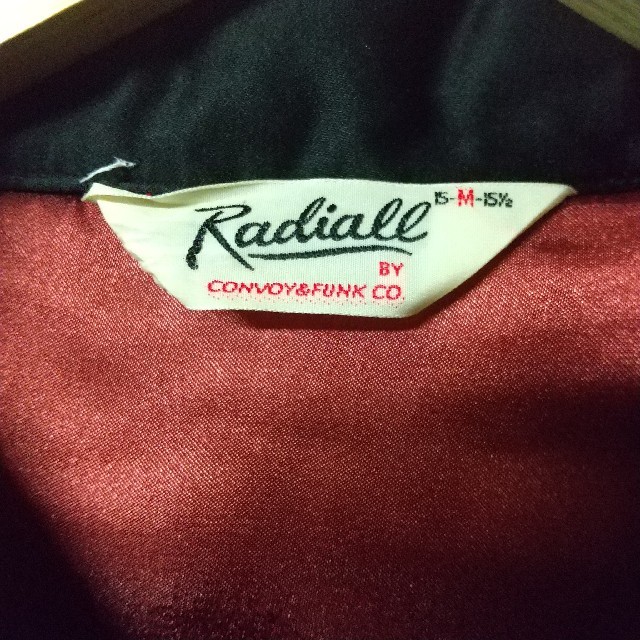 Radiall
15-M-15½
BY
CONVOY&FUNK CO.